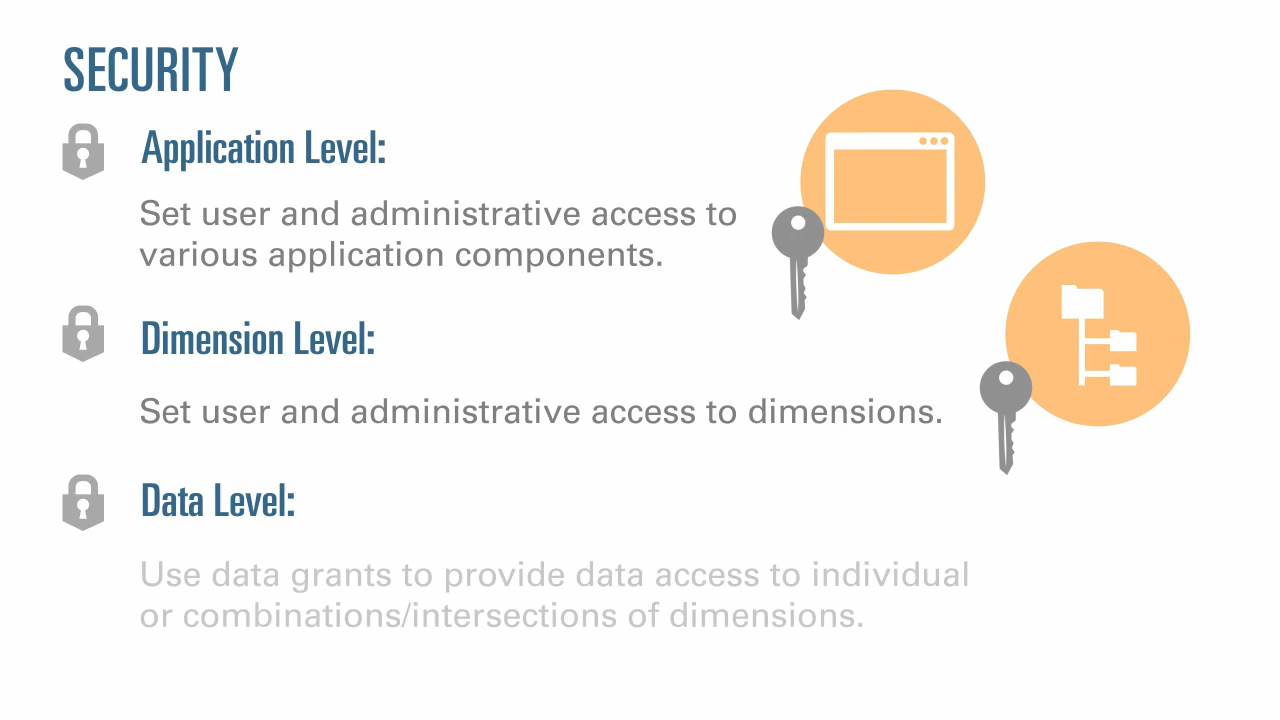 SECURITY
Application Level:
Set user and administrative access to
various application components.
Dimension Level:
Set user and administrative access to dimensions.
Data Level:
Use data grants to provide data access to individual
or combinations/intersections of dimensions.